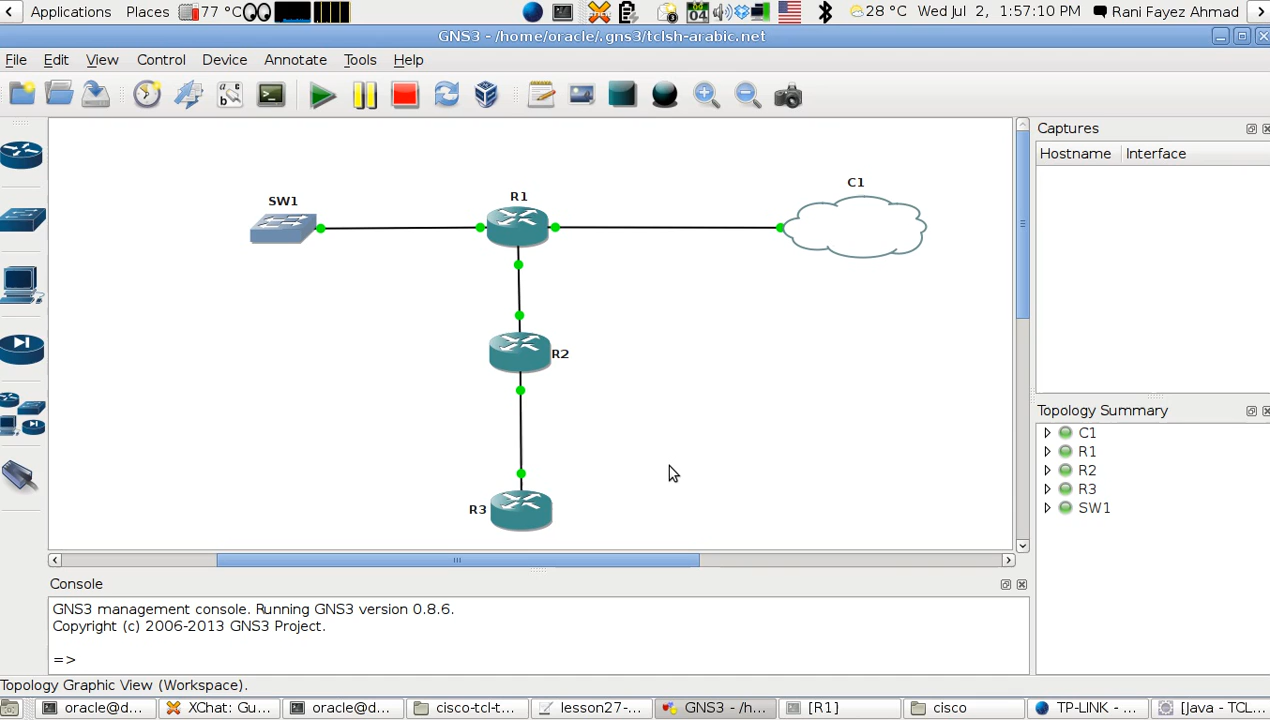 Applications Places 77 °C 28 °C Wed Jul 2, 1:57:10 PM Rani Fayez Ahmad
GNS3 - /home/oracle/.gns3/tclsh-arabic.net
File Edit View Control Device Annotate Tools Help
Captures
Hostname Interface
C1
R1
SW1
R2
R3
Topology Summary
C1
R1
R2
R3
SW1
Console
GNS3 management console. Running GNS3 version 0.8.6.
Copyright (c) 2006-2013 GNS3 Project.
=>
Topology Graphic View (Workspace).
oracle@d... XChat: Gu... oracle@d... cisco-tcl-t... lesson27-... GNS3 - /h... [R1] cisco TP-LINK - ... [Java - TCL...